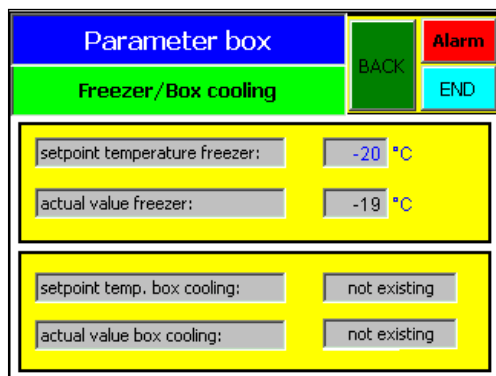 Parameter box
BACK
Alarm
Freezer/Box cooling
END
setpoint temperature freezer: -20 °C
actual value freezer: -19 °C
setpoint temp. box cooling: not existing
actual value box cooling: not existing